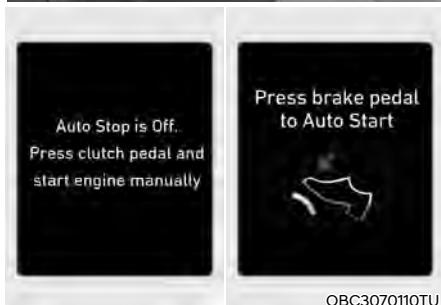 Auto Stop is Off.
Press clutch pedal and
start engine manually
Press brake pedal
to Auto Start
OBC3070110TU